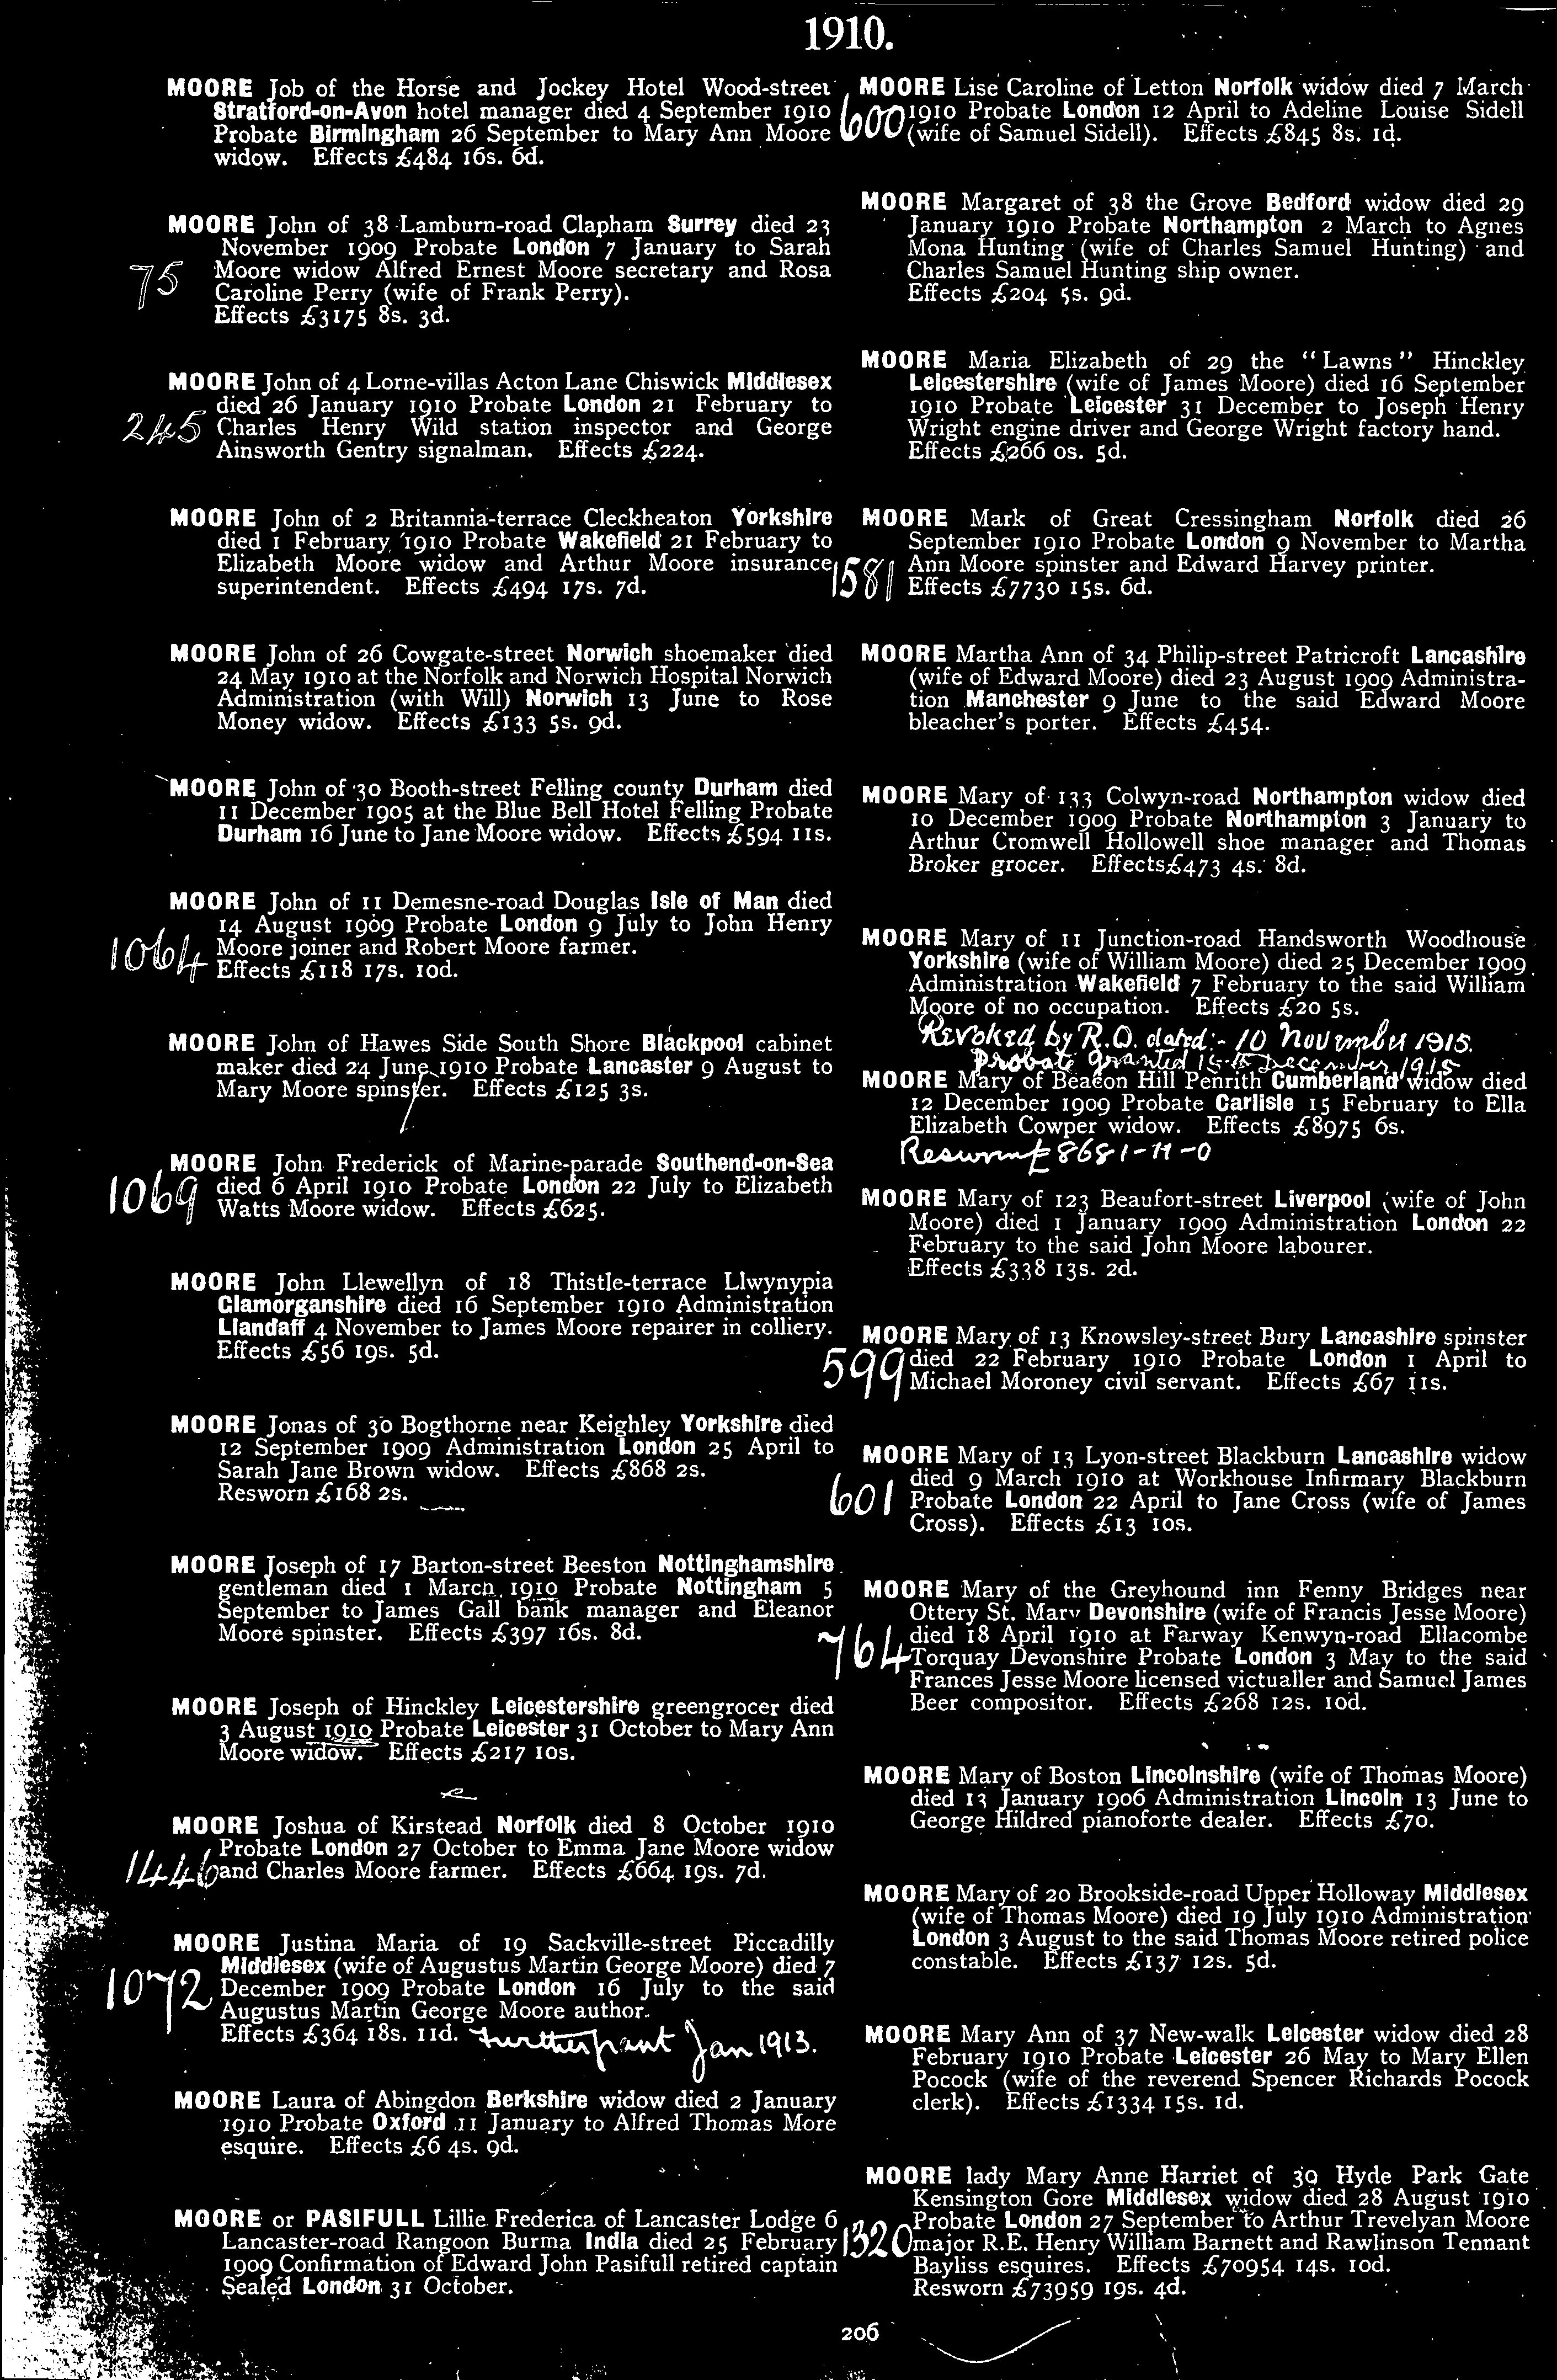 1910.
MOORE Job of the Horse and Jockey Hotel Wood-street
Stratford-on-Avon hotel manager died 4 September 1910
Probate Birmingham 26 September to Mary Ann Moore
widow. Effects £484 16s. 6d.
MOORE John of 38 Lamburn-road Clapham Surrey died 23
November 1909 Probate London 7 January to Sarah
75 Moore widow Alfred Ernest Moore secretary and Rosa
Caroline Perry (wife of Frank Perry).
Effects £3175 8s. 3d.
MOORE John of 4 Lorne-villas Acton Lane Chiswick Middlesex
died 26 January 1910 Probate London 21 February to
245 Charles Henry Wild station inspector and George
Ainsworth Gentry signalman. Effects £224.
MOORE John of 2 Britannia-terrace Cleckheaton Yorkshire
died 1 February 1910 Probate Wakefield 21 February to
Elizabeth Moore widow and Arthur Moore insurance
superintendent. Effects £494 17s. 7d.
MOORE John of 26 Cowgate-street Norwich shoemaker died
24 May 1910 at the Norfolk and Norwich Hospital Norwich
Administration (with Will) Norwich 13 June to Rose
Money widow. Effects £133 5s. 9d.
MOORE John of 30 Booth-street Felling county Durham died
11 December 1905 at the Blue Bell Hotel Felling Probate
Durham 16 June to Jane Moore widow. Effects £594 11s.
MOORE John of 11 Demesne-road Douglas Isle of Man died
14 August 1909 Probate London 9 July to John Henry
1064 Moore joiner and Robert Moore farmer.
Effects £118 17s. 10d.
MOORE John of Hawes Side South Shore Blackpool cabinet
maker died 24 June 1910 Probate Lancaster 9 August to
Mary Moore spinster. Effects £125 3s.
MOORE John Frederick of Marine-parade Southend-on-Sea
1069 died 6 April 1910 Probate London 22 July to Elizabeth
Watts Moore widow. Effects £625.
MOORE John Llewellyn of 18 Thistle-terrace Llwynypia
Glamorganshire died 16 September 1910 Administration
Llandaff 4 November to James Moore repairer in colliery.
Effects £56 19s. 5d.
MOORE Jonas of 30 Bogthorne near Keighley Yorkshire died
12 September 1909 Administration London 25 April to
Sarah Jane Brown widow. Effects £868 2s.
Resworn £168 2s.
MOORE Joseph of 17 Barton-street Beeston Nottinghamshire
gentleman died 1 March 1910 Probate Nottingham 5
September to James Gall bank manager and Eleanor
Moore spinster. Effects £397 16s. 8d.
MOORE Joseph of Hinckley Leicestershire greengrocer died
3 August 1910 Probate Leicester 31 October to Mary Ann
Moore widow. Effects £217 10s.
MOORE Joshua of Kirstead Norfolk died 8 October 1910
Probate London 27 October to Emma Jane Moore widow
1446 and Charles Moore farmer. Effects £664 19s. 7d.
MOORE Justina Maria of 19 Sackville-street Piccadilly
Middlesex (wife of Augustus Martin George Moore) died 7
1072 December 1909 Probate London 16 July to the said
Augustus Martin George Moore author.
Effects £364 18s. 11d. Further grant Jan 1913.
MOORE Laura of Abingdon Berkshire widow died 2 January
1910 Probate Oxford 11 January to Alfred Thomas More
esquire. Effects £6 4s. 9d.
MOORE or PASIFULL Lillie Frederica of Lancaster Lodge 6
Lancaster-road Rangoon Burma India died 25 February
1909 Confirmation of Edward John Pasifull retired captain
Sealed London 31 October.
MOORE Lise Caroline of Letton Norfolk widow died 7 March
600 1910 Probate London 12 April to Adeline Louise Sidell
(wife of Samuel Sidell). Effects £845 8s. 1d.
MOORE Margaret of 38 the Grove Bedford widow died 29
January 1910 Probate Northampton 2 March to Agnes
Mona Hunting (wife of Charles Samuel Hunting) and
Charles Samuel Hunting ship owner.
Effects £204 5s. 9d.
MOORE Maria Elizabeth of 29 the "Lawns" Hinckley
Leicestershire (wife of James Moore) died 16 September
1910 Probate Leicester 31 December to Joseph Henry
Wright engine driver and George Wright factory hand.
Effects £266 0s. 5d.
MOORE Mark of Great Cressingham Norfolk died 26
September 1910 Probate London 9 November to Martha
1581 Ann Moore spinster and Edward Harvey printer.
Effects £7730 15s. 6d.
MOORE Martha Ann of 34 Philip-street Patricroft Lancashire
(wife of Edward Moore) died 23 August 1909 Administra-
tion Manchester 9 June to the said Edward Moore
bleacher's porter. Effects £454.
MOORE Mary of 133 Colwyn-road Northampton widow died
10 December 1909 Probate Northampton 3 January to
Arthur Cromwell Hollowell shoe manager and Thomas
Broker grocer. Effects £473 4s. 8d.
MOORE Mary of 11 Junction-road Handsworth Woodhouse
Yorkshire (wife of William Moore) died 25 December 1909
Administration Wakefield 7 February to the said William
Moore of no occupation. Effects £20 5s.
Revoked by R.O. dated:- 10 November 1915.
Probate granted 15th December 1915
MOORE Mary of Beacon Hill Penrith Cumberland widow died
12 December 1909 Probate Carlisle 15 February to Ella
Elizabeth Cowper widow. Effects £8975 6s.
Resworn £8681-11-0
MOORE Mary of 123 Beaufort-street Liverpool (wife of John
Moore) died 1 January 1909 Administration London 22
February to the said John Moore labourer.
Effects £338 13s. 2d.
MOORE Mary of 13 Knowsley-street Bury Lancashire spinster
599 died 22 February 1910 Probate London 1 April to
Michael Moroney civil servant. Effects £67 11s.
MOORE Mary of 13 Lyon-street Blackburn Lancashire widow
died 9 March 1910 at Workhouse Infirmary Blackburn
601 Probate London 22 April to Jane Cross (wife of James
Cross). Effects £13 10s.
MOORE Mary of the Greyhound inn Fenny Bridges near
Ottery St. Mary Devonshire (wife of Francis Jesse Moore)
764 died 18 April 1910 at Farway Kenwyn-road Ellacombe
Torquay Devonshire Probate London 3 May to the said
Frances Jesse Moore licensed victualler and Samuel James
Beer compositor. Effects £268 12s. 10d.
MOORE Mary of Boston Lincolnshire (wife of Thomas Moore)
died 13 January 1906 Administration Lincoln 13 June to
George Hildred pianoforte dealer. Effects £70.
MOORE Mary of 20 Brookside-road Upper Holloway Middlesex
(wife of Thomas Moore) died 19 July 1910 Administration
London 3 August to the said Thomas Moore retired police
constable. Effects £137 12s. 5d.
MOORE Mary Ann of 37 New-walk Leicester widow died 28
February 1910 Probate Leicester 26 May to Mary Ellen
Pocock (wife of the reverend Spencer Richards Pocock
clerk). Effects £1334 15s. 1d.
MOORE lady Mary Anne Harriet of 30 Hyde Park Gate
Kensington Gore Middlesex widow died 28 August 1910
Probate London 27 September to Arthur Trevelyan Moore
1320 major R.E. Henry William Barnett and Rawlinson Tennant
Bayliss esquires. Effects £70954 14s. 10d.
Resworn £73959 19s. 4d.
206